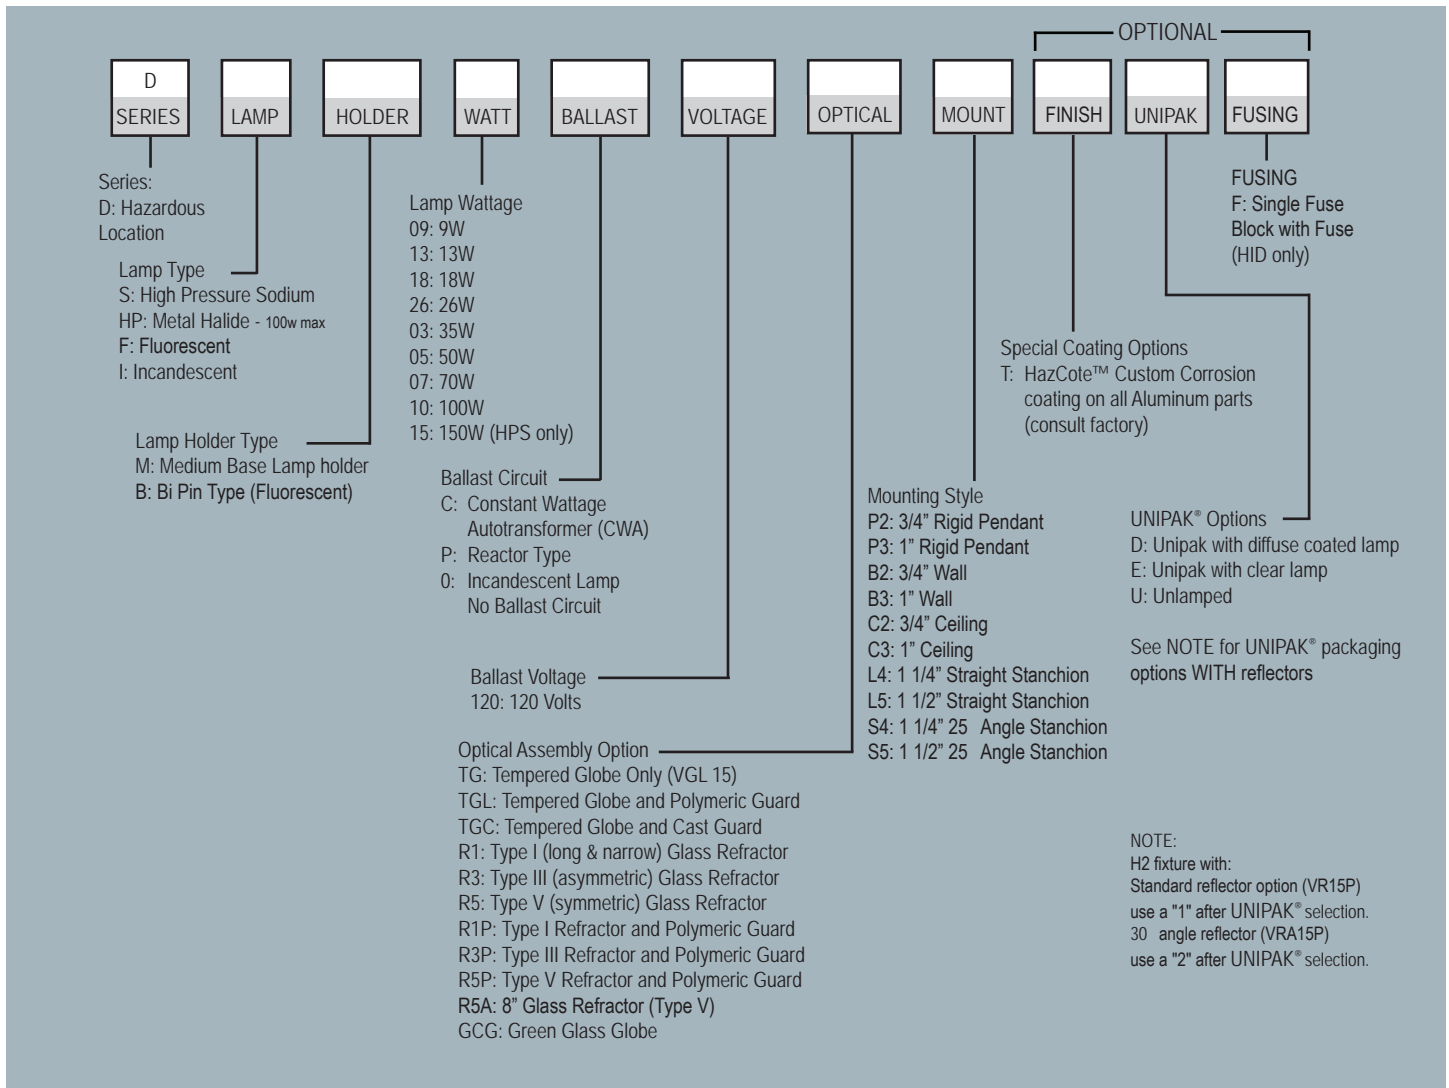 OPTIONAL
D
SERIES
LAMP
HOLDER
WATT
BALLAST
VOLTAGE
OPTICAL
MOUNT
FINISH
UNIPAK
FUSING
Series:
D: Hazardous
Location
Lamp Type
S: High Pressure Sodium
HP: Metal Halide - 100w max
F: Fluorescent
I: Incandescent
Lamp Holder Type
M: Medium Base Lamp holder
B: Bi Pin Type (Fluorescent)
Lamp Wattage
09: 9W
13: 13W
18: 18W
26: 26W
03: 35W
05: 50W
07: 70W
10: 100W
15: 150W (HPS only)
Ballast Circuit
C: Constant Wattage
Autotransformer (CWA)
P: Reactor Type
0: Incandescent Lamp
No Ballast Circuit
Ballast Voltage
120: 120 Volts
Optical Assembly Option
TG: Tempered Globe Only (VGL 15)
TGL: Tempered Globe and Polymeric Guard
TGC: Tempered Globe and Cast Guard
R1: Type I (long & narrow) Glass Refractor
R3: Type III (asymmetric) Glass Refractor
R5: Type V (symmetric) Glass Refractor
R1P: Type I Refractor and Polymeric Guard
R3P: Type III Refractor and Polymeric Guard
R5P: Type V Refractor and Polymeric Guard
R5A: 8” Glass Refractor (Type V)
GCG: Green Glass Globe
Mounting Style
P2: 3/4” Rigid Pendant
P3: 1” Rigid Pendant
B2: 3/4” Wall
B3: 1” Wall
C2: 3/4” Ceiling
C3: 1” Ceiling
L4: 1 1/4” Straight Stanchion
L5: 1 1/2” Straight Stanchion
S4: 1 1/4” 25 Angle Stanchion
S5: 1 1/2” 25 Angle Stanchion
Special Coating Options
T: HazCote™ Custom Corrosion
coating on all Aluminum parts
(consult factory)
UNIPAK® Options
D: Unipak with diffuse coated lamp
E: Unipak with clear lamp
U: Unlamped
See NOTE for UNIPAK® packaging
options WITH reflectors
FUSING
F: Single Fuse
Block with Fuse
(HID only)
NOTE:
H2 fixture with:
Standard reflector option (VR15P)
use a "1" after UNIPAK® selection.
30 angle reflector (VRA15P)
use a "2" after UNIPAK® selection.